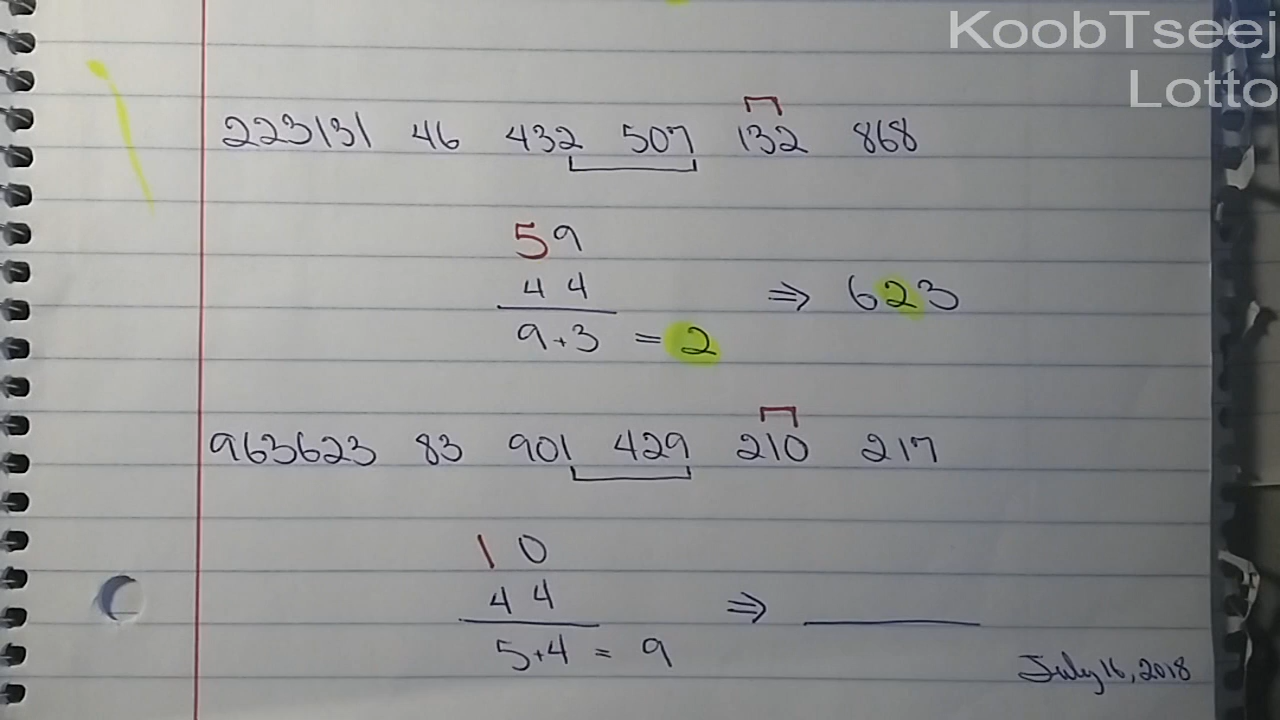 KoobTseej
Lotto
223131 46 432 507 132 868
59
44
⇒ 623
9+3 = 2
963623 83 901 429 210 217
10
44
⇒
5+4 = 9
July 16, 2018